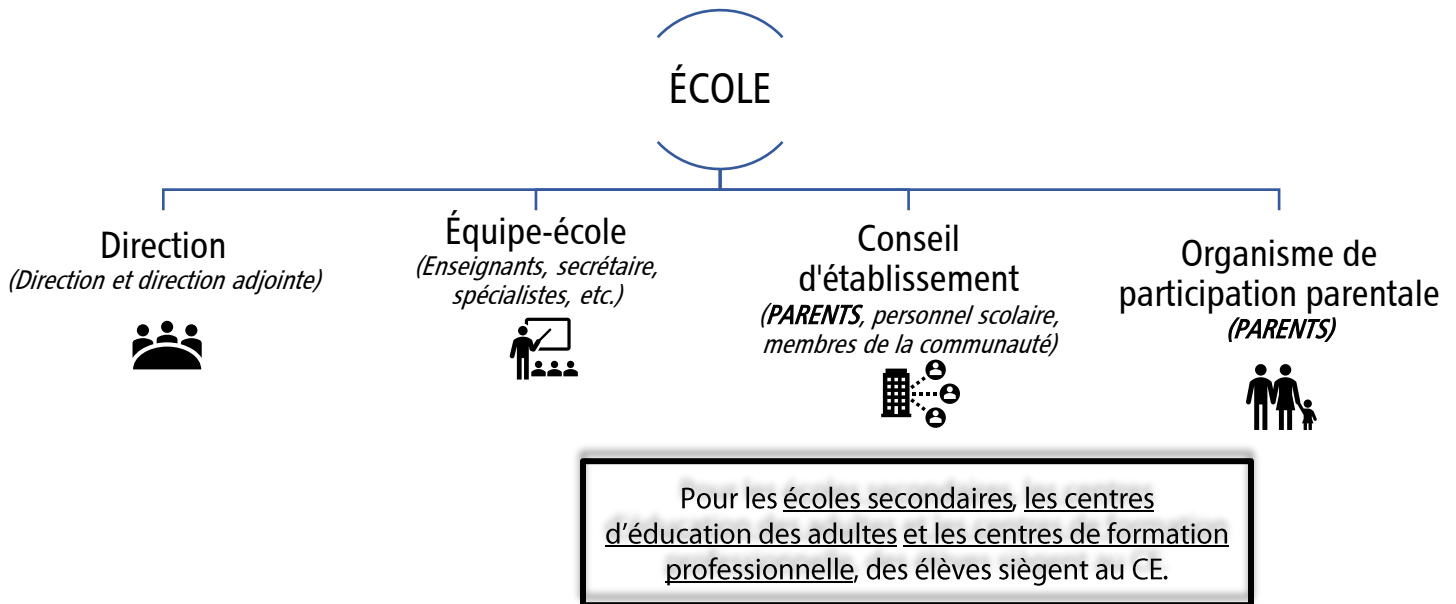 ÉCOLE
Direction
(Direction et direction adjointe)
Équipe-école
(Enseignants, secrétaire,
spécialistes, etc.)
Conseil
d'établissement
(PARENTS, personnel scolaire,
membres de la communauté)
Organisme de
participation parentale
(PARENTS)
Pour les écoles secondaires, les centres
d’éducation des adultes et les centres de formation
professionnelle, des élèves siègent au CE.